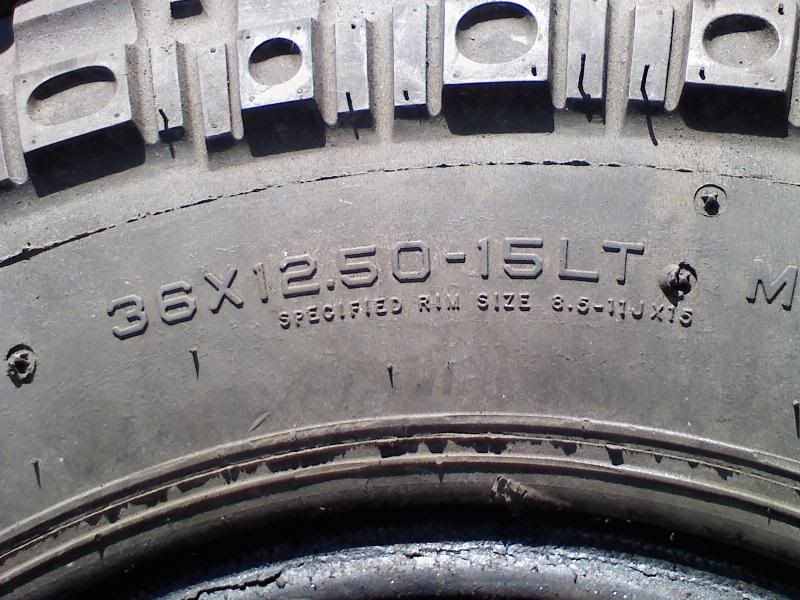 36X12.50-15LT
SPECIFIED RIM SIZE 8.5-11JX15
M